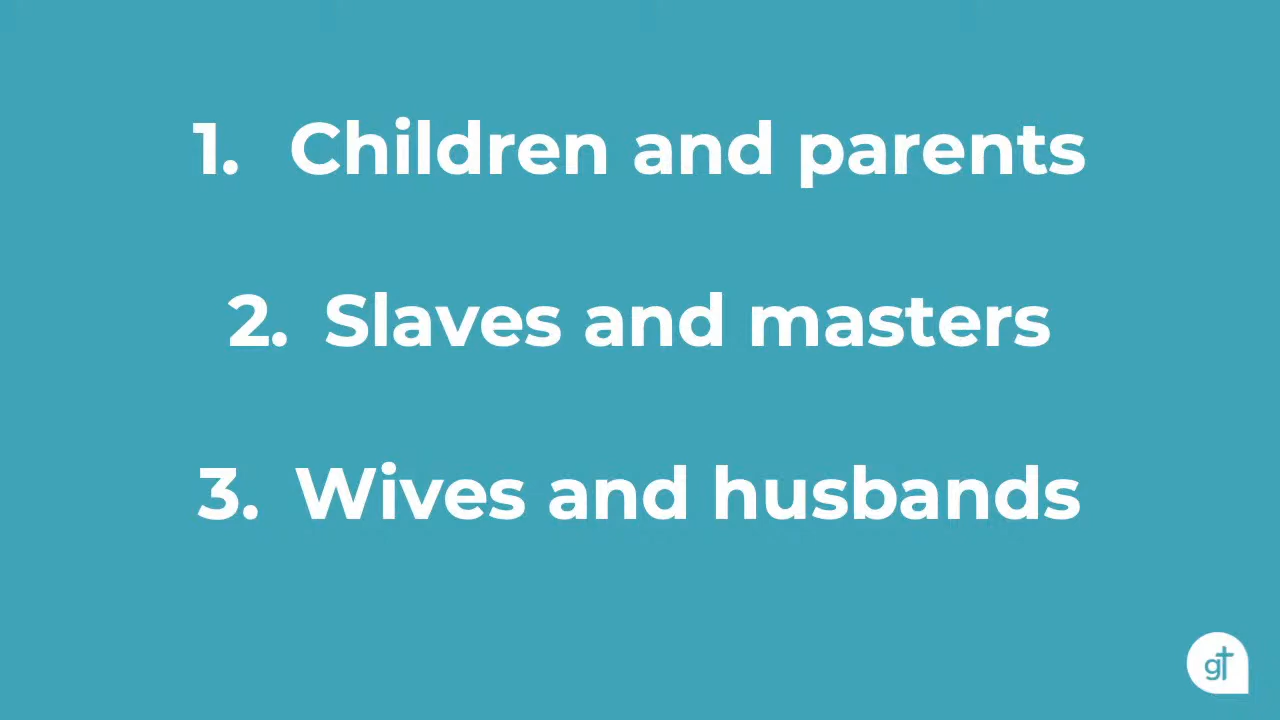 1. Children and parents
2. Slaves and masters
3. Wives and husbands
gt